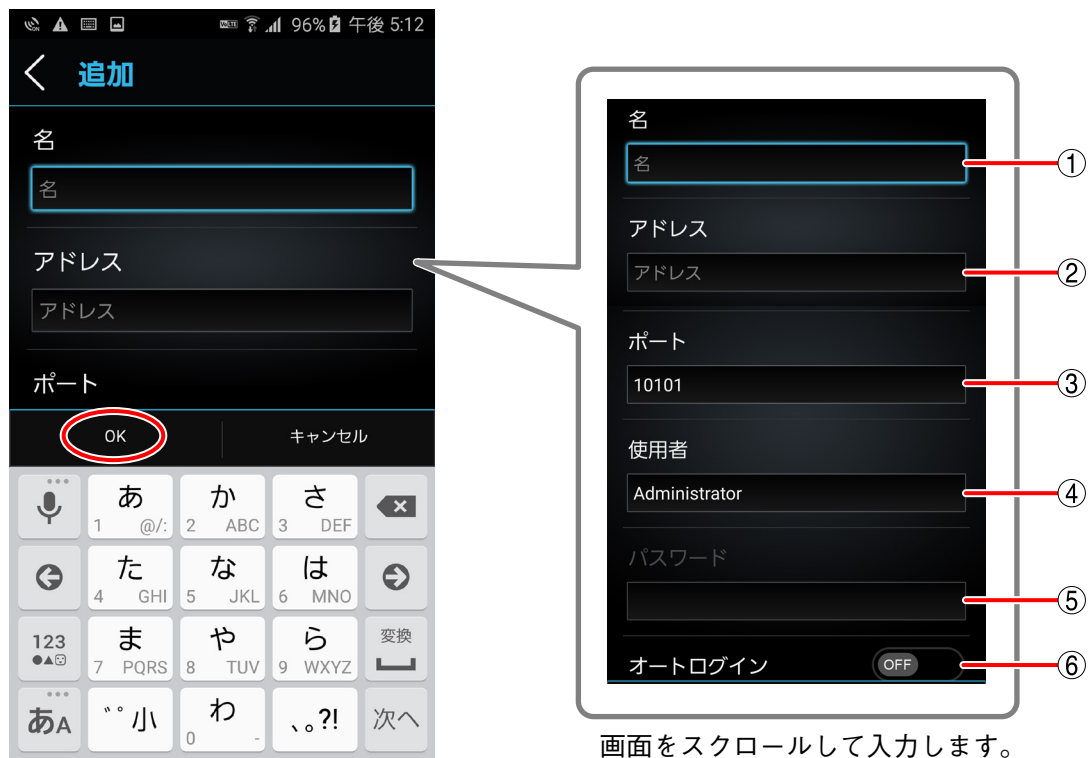 96% 午後 5:12
追加
名
名
アドレス
アドレス
ポート
OK キャンセル
あ か さ
1 @/: 2 ABC 3 DEF
た な は
4 GHI 5 JKL 6 MNO
123 ま や ら 変換
7 PQRS 8 TUV 9 WXYZ
あA ゛゜小 わ 、。?! 次へ
0 -
名
名 ①
アドレス
アドレス ②
ポート
10101 ③
使用者
Administrator ④
パスワード
⑤
オートログイン OFF ⑥
画面をスクロールして入力します。